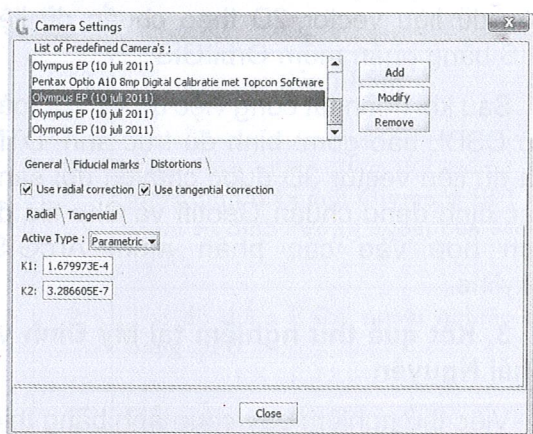 Camera Settings
List of Predefined Camera's :
Olympus EP (10 juli 2011)
Pentax Optio A10 8mp Digital Calibratie met Topcon Software
Olympus EP (10 juli 2011)
Olympus EP (10 juli 2011)
Olympus EP (10 juli 2011)
Add
Modify
Remove
General \ Fiducial marks \ Distortions \
Use radial correction Use tangential correction
Radial \ Tangential \
Active Type : Parametric
K1: 1.679973E-4
K2: 3.286605E-7
Close